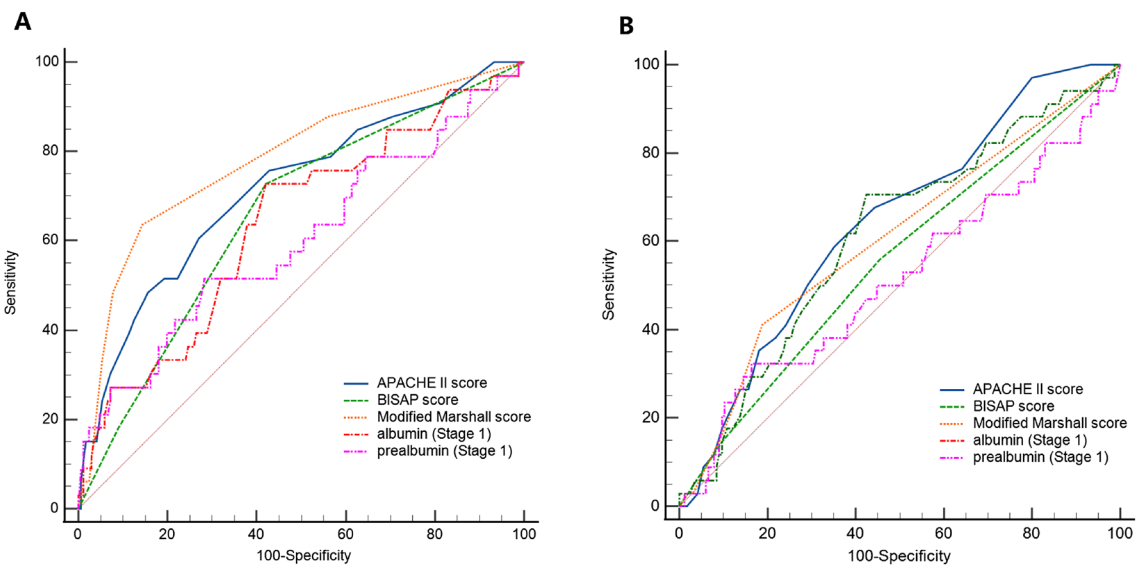 A
100
80
60
40
20
0
Sensitivity
0 20 40 60 80 100
100-Specificity
APACHE II score
BISAP score
Modified Marshall score
albumin (Stage 1)
prealbumin (Stage 1)
B
100
80
60
40
20
0
Sensitivity
0 20 40 60 80 100
100-Specificity
APACHE II score
BISAP score
Modified Marshall score
albumin (Stage 1)
prealbumin (Stage 1)